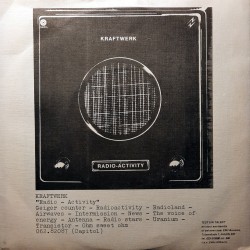 KRAFTWERK
RADIO-ACTIVITY
KRAFTWERK
"Radio - Activity"
Geiger counter - Radioactivity - Radioland -
Airwaves - Intermission - News - The voice of
energy - Antenna - Radio stars - Uranium -
Transistor - Ohm sweet ohm
062.82087 (Capitol)